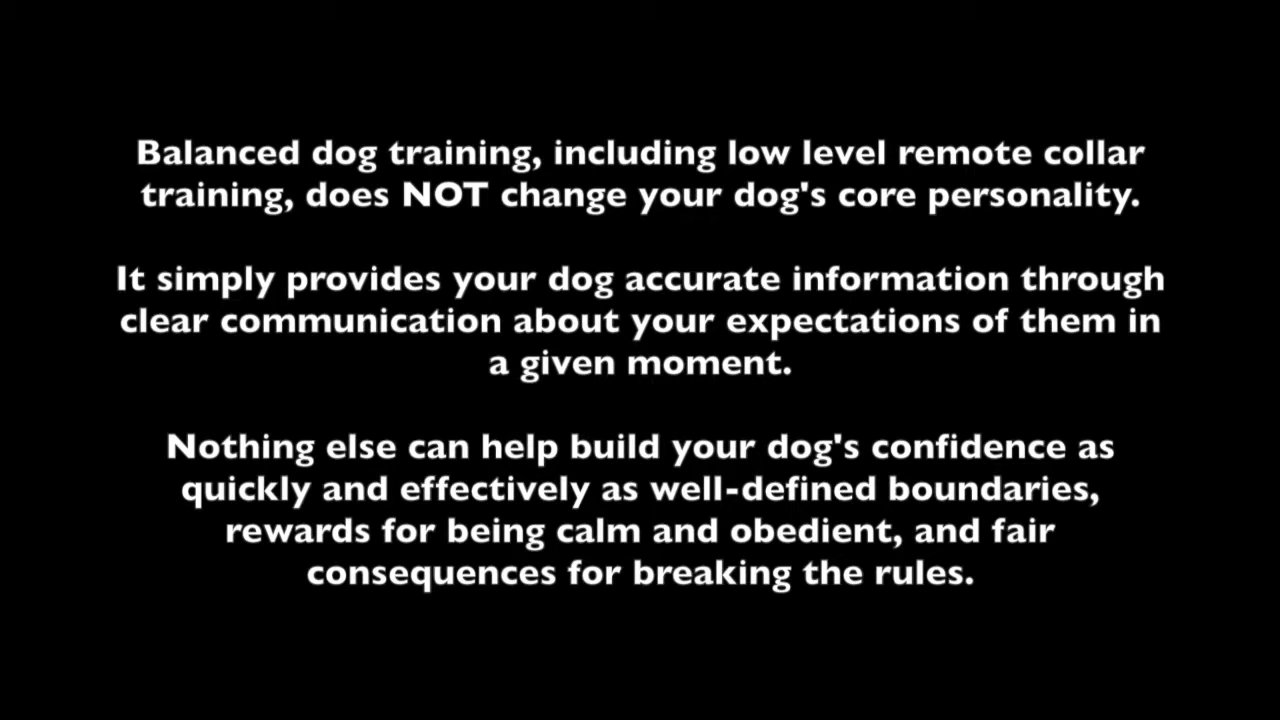 Balanced dog training, including low level remote collar
training, does NOT change your dog's core personality.
It simply provides your dog accurate information through
clear communication about your expectations of them in
a given moment.
Nothing else can help build your dog's confidence as
quickly and effectively as well-defined boundaries,
rewards for being calm and obedient, and fair
consequences for breaking the rules.